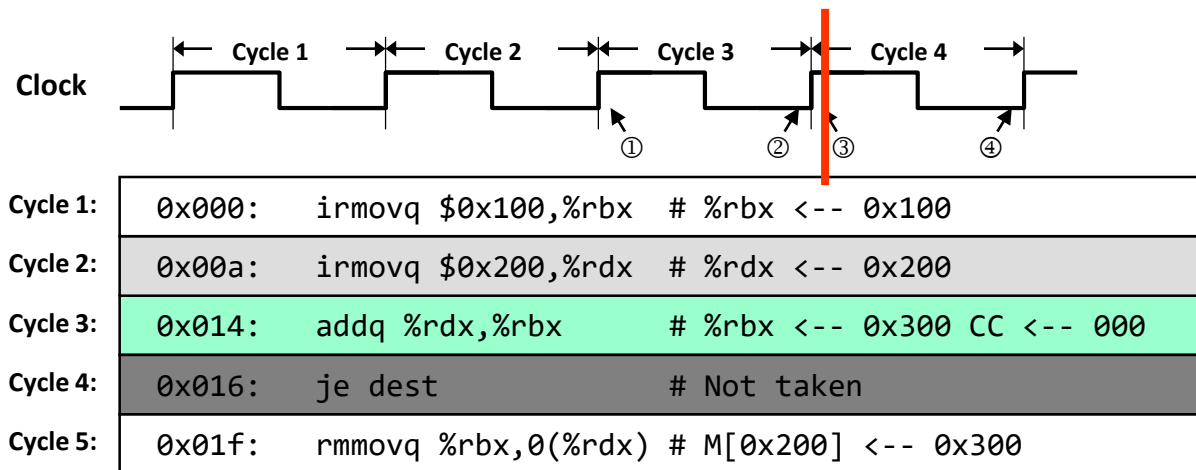 Cycle 1 Cycle 2 Cycle 3 Cycle 4
Clock
① ② ③ ④
Cycle 1: 0x000: irmovq $0x100,%rbx # %rbx <-- 0x100
Cycle 2: 0x00a: irmovq $0x200,%rdx # %rdx <-- 0x200
Cycle 3: 0x014: addq %rdx,%rbx # %rbx <-- 0x300 CC <-- 000
Cycle 4: 0x016: je dest # Not taken
Cycle 5: 0x01f: rmmovq %rbx,0(%rdx) # M[0x200] <-- 0x300